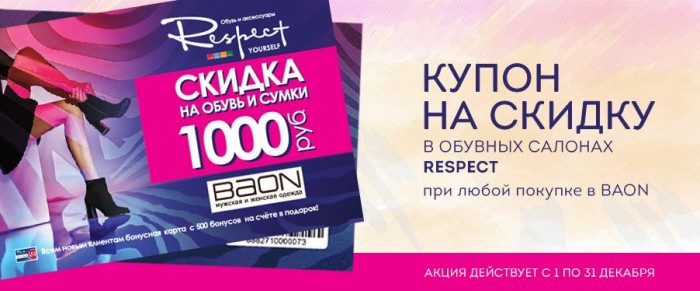 Обувь и аксессуары
Respect
YOURSELF
СКИДКА
НА ОБУВЬ И СУМКИ
1000 руб
BAON
мужская и женская одежда
Всем новым клиентам бонусная карта с 500 бонусов на счёте в подарок!
0582710000073
КУПОН
НА СКИДКУ
В ОБУВНЫХ САЛОНАХ
RESPECT
при любой покупке в BAON
АКЦИЯ ДЕЙСТВУЕТ С 1 ПО 31 ДЕКАБРЯ